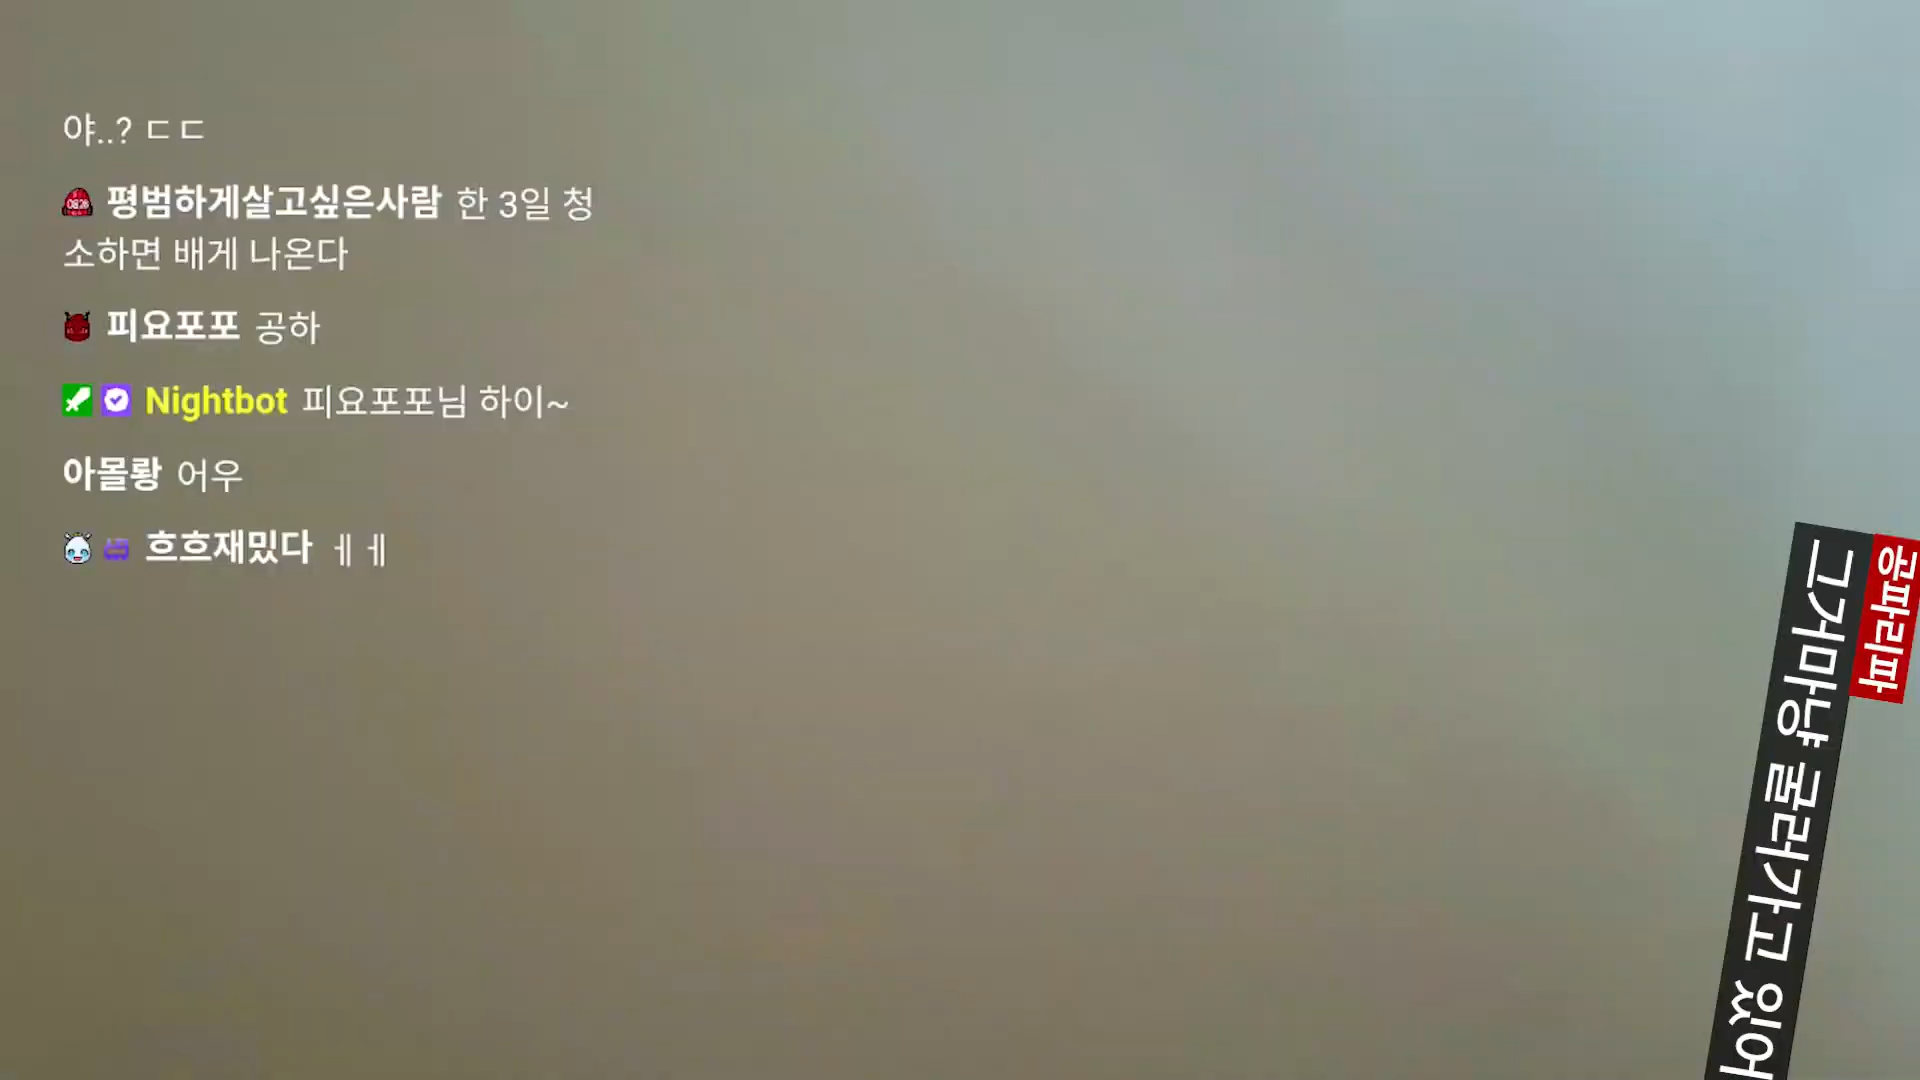 야..? ㄷㄷ
평범하게살고싶은사람 한 3일 청
소하면 배게 나온다
피요포포 공하
Nightbot 피요포포님 하이~
아몰뢍 어우
흐흐재밌다 ㅔㅔ
공파리파
그거마냥 굴러가고 있어